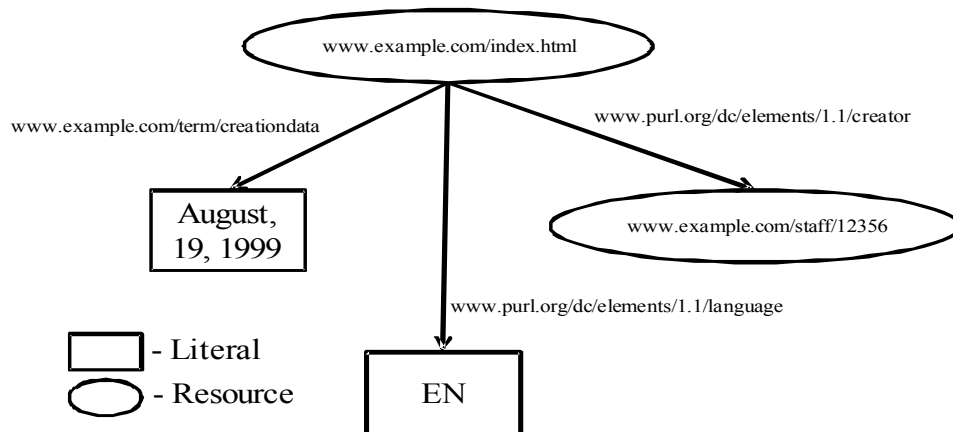 www.example.com/index.html
www.example.com/term/creationdata
www.purl.org/dc/elements/1.1/creator
August,
19, 1999
www.example.com/staff/12356
www.purl.org/dc/elements/1.1/language
- Literal
EN
- Resource